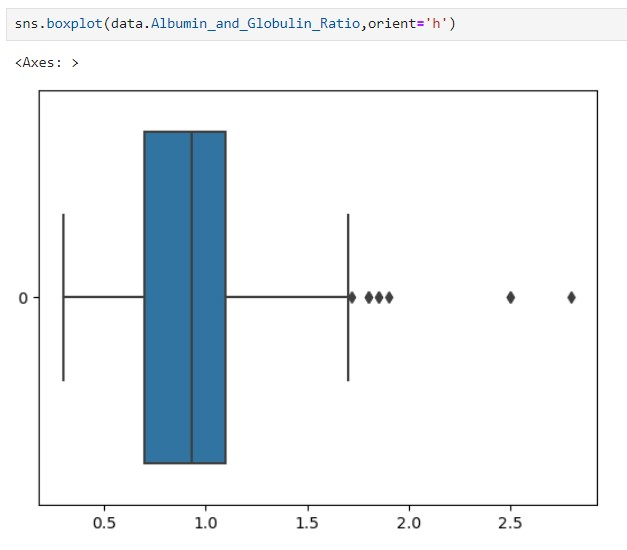 sns.boxplot(data.Albumin_and_Globulin_Ratio,orient='h')
<Axes: >
0
0.5 1.0 1.5 2.0 2.5